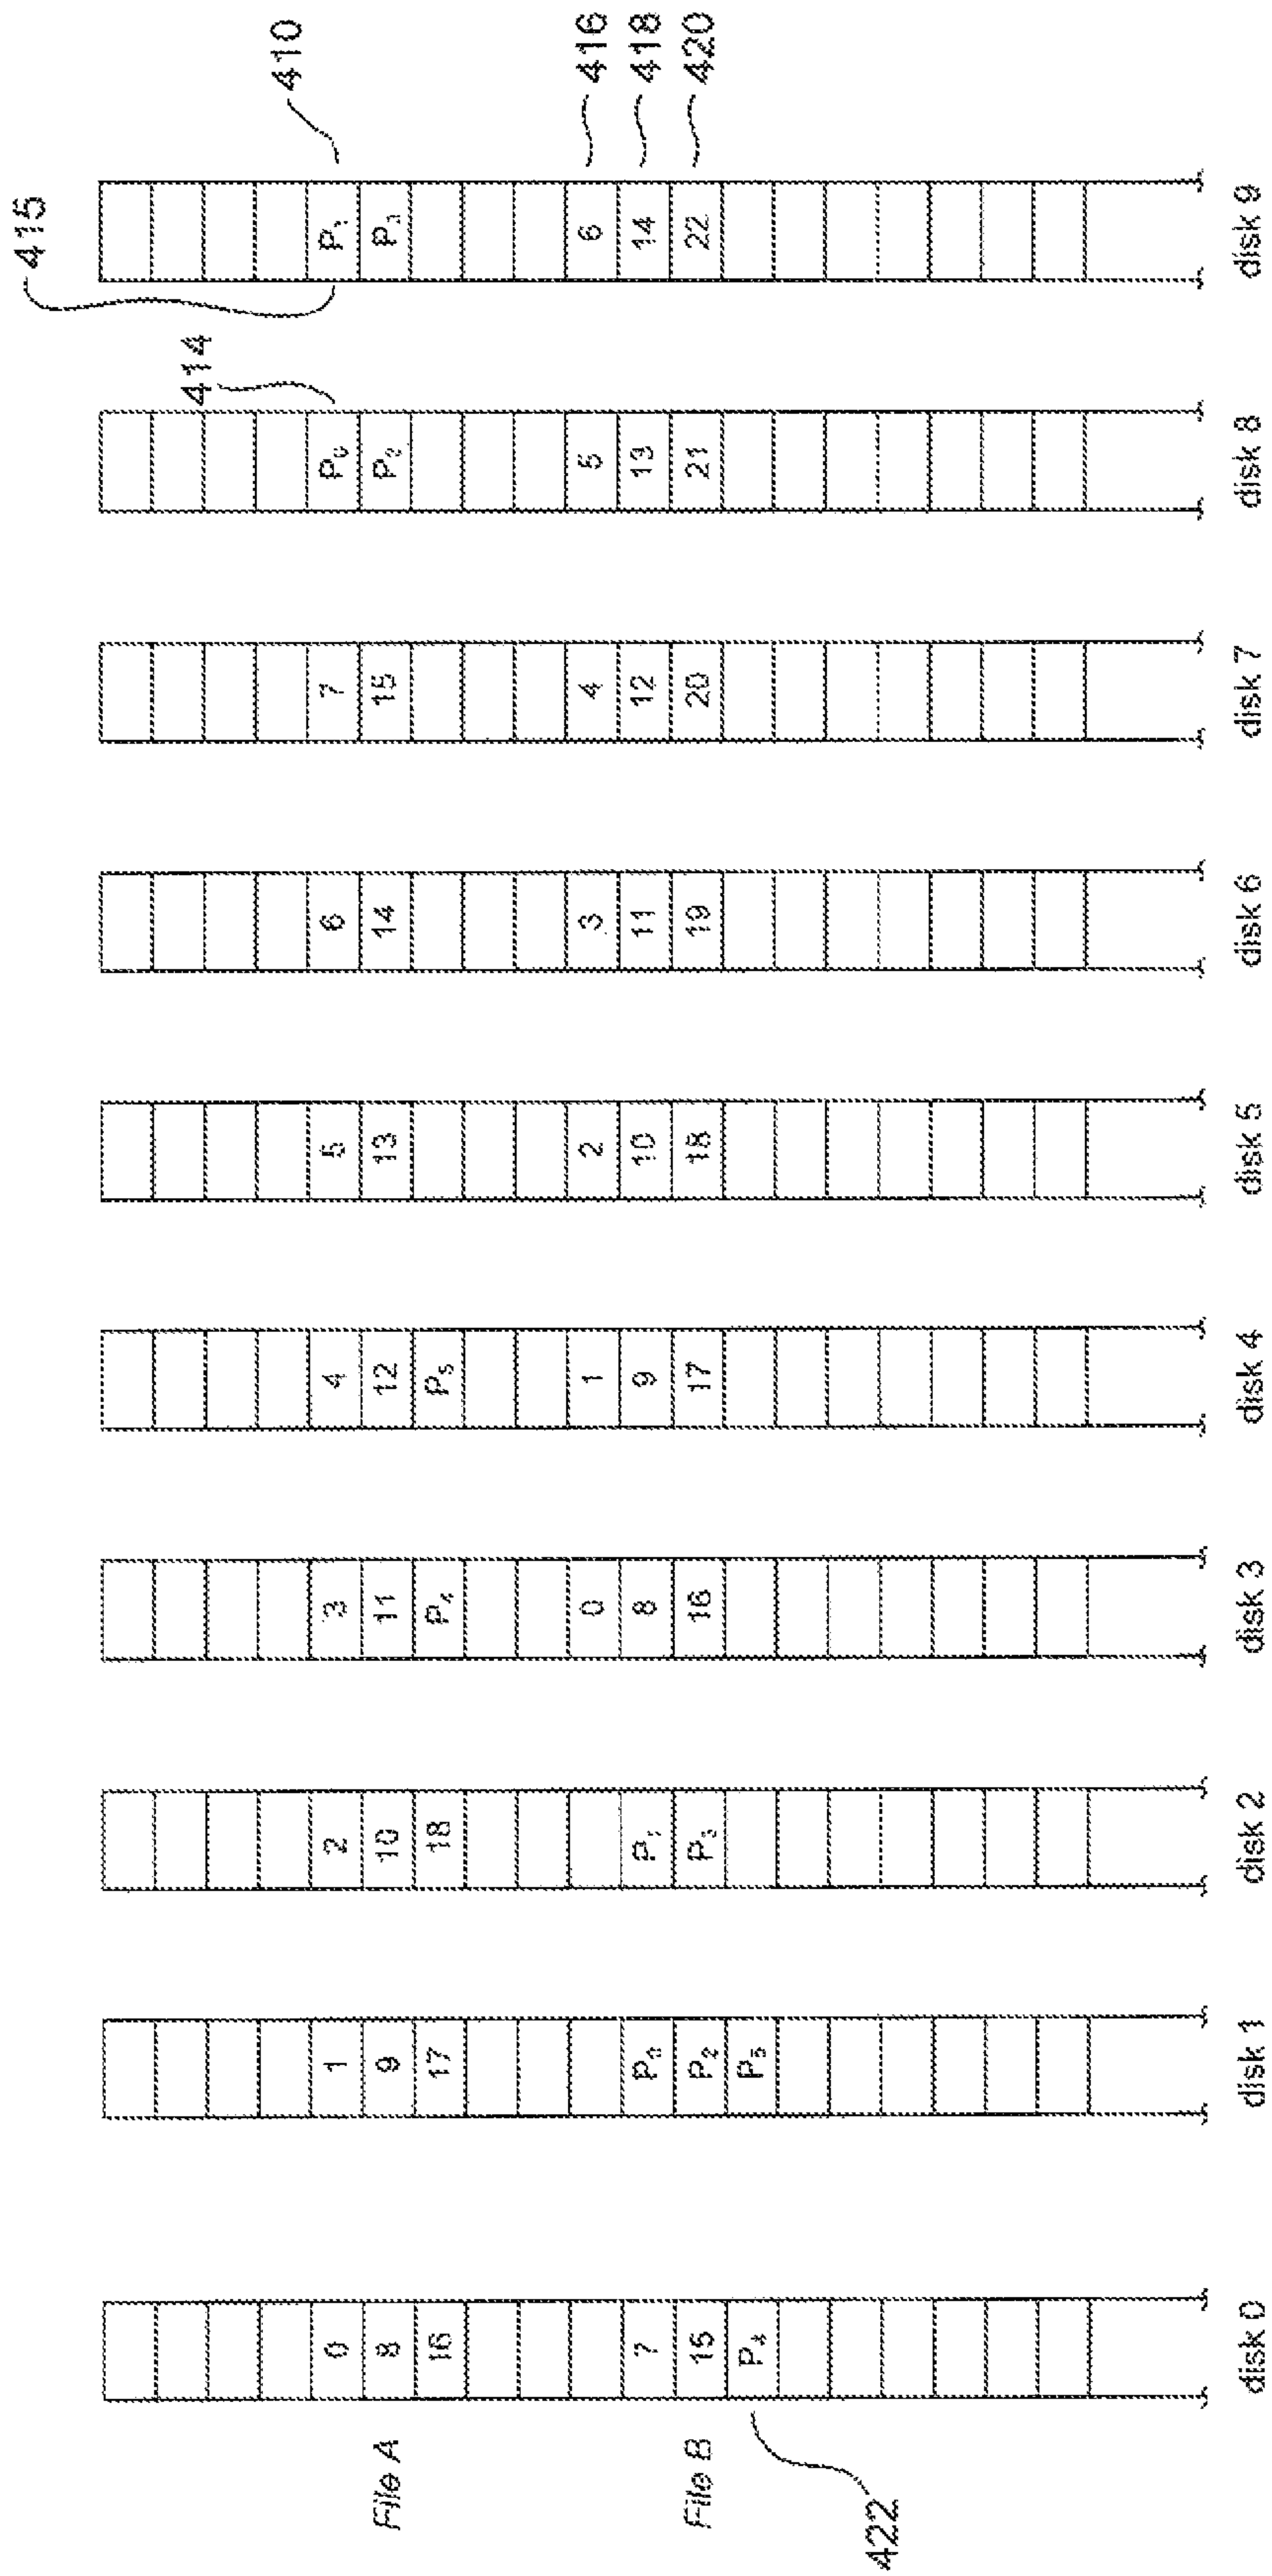 415
414
410
0 1 2 3 4 5 6 7 P₀ P₁
File A 8 9 10 11 12 13 14 15 P₂ P₃
16 17 18 P₄ P₅
0 1 2 3 4 5 6 416
7 P₀ P₁ 8 9 10 11 12 13 14 418
File B 15 P₂ P₃ 16 17 18 19 20 21 22 420
P₄ P₅
422
disk 0 disk 1 disk 2 disk 3 disk 4 disk 5 disk 6 disk 7 disk 8 disk 9